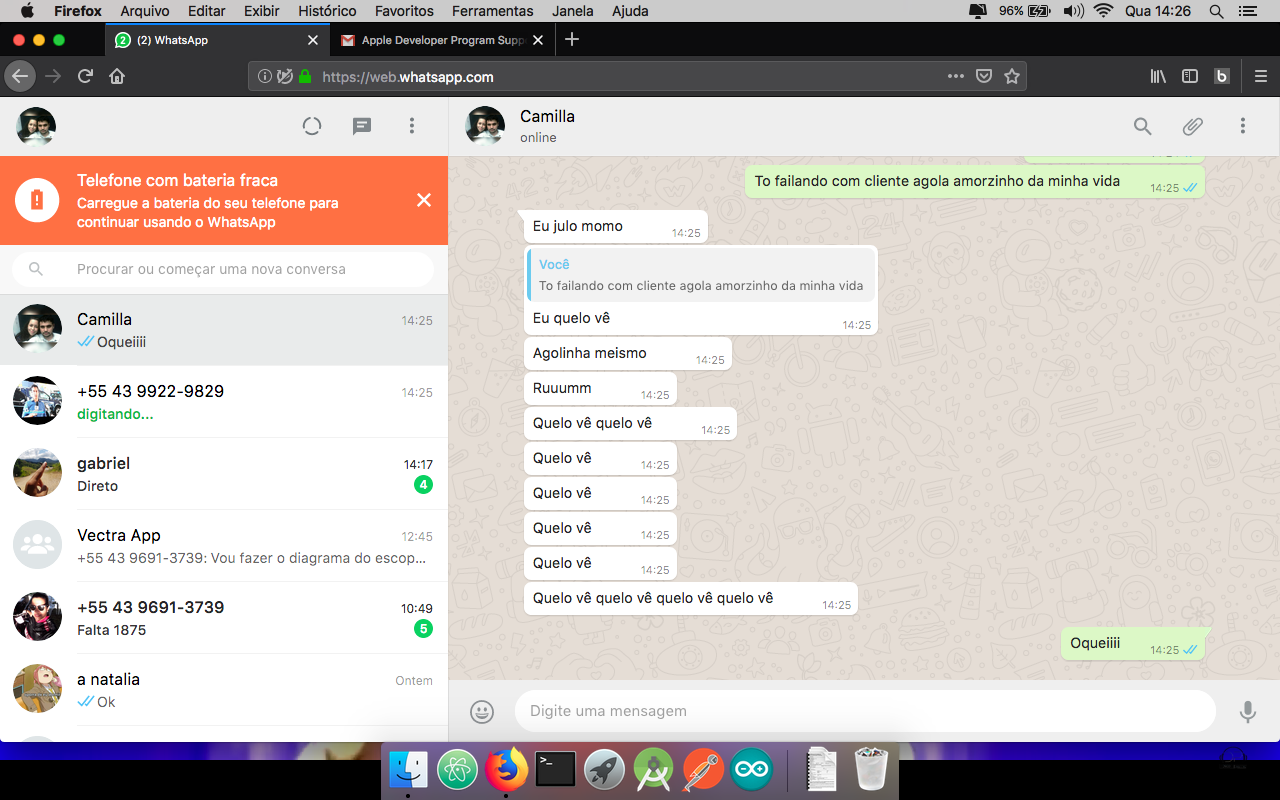 Firefox Arquivo Editar Exibir Histórico Favoritos Ferramentas Janela Ajuda 96% Qua 14:26
(2) WhatsApp
Apple Developer Program Supp
https://web.whatsapp.com
b
Camilla
online
Telefone com bateria fraca
Carregue a bateria do seu telefone para
continuar usando o WhatsApp
Procurar ou começar uma nova conversa
Camilla 14:25
Oqueiiii
+55 43 9922-9829 14:25
digitando...
gabriel 14:17
Direto 4
Vectra App 12:45
+55 43 9691-3739: Vou fazer o diagrama do escop...
+55 43 9691-3739 10:49
Falta 1875 5
a natalia Ontem
Ok
To failando com cliente agola amorzinho da minha vida 14:25
Eu julo momo 14:25
Você
To failando com cliente agola amorzinho da minha vida
Eu quelo vê 14:25
Agolinha meismo 14:25
Ruuumm 14:25
Quelo vê quelo vê 14:25
Quelo vê 14:25
Quelo vê 14:25
Quelo vê 14:25
Quelo vê 14:25
Quelo vê quelo vê quelo vê quelo vê 14:25
Oqueiiii 14:25
Digite uma mensagem